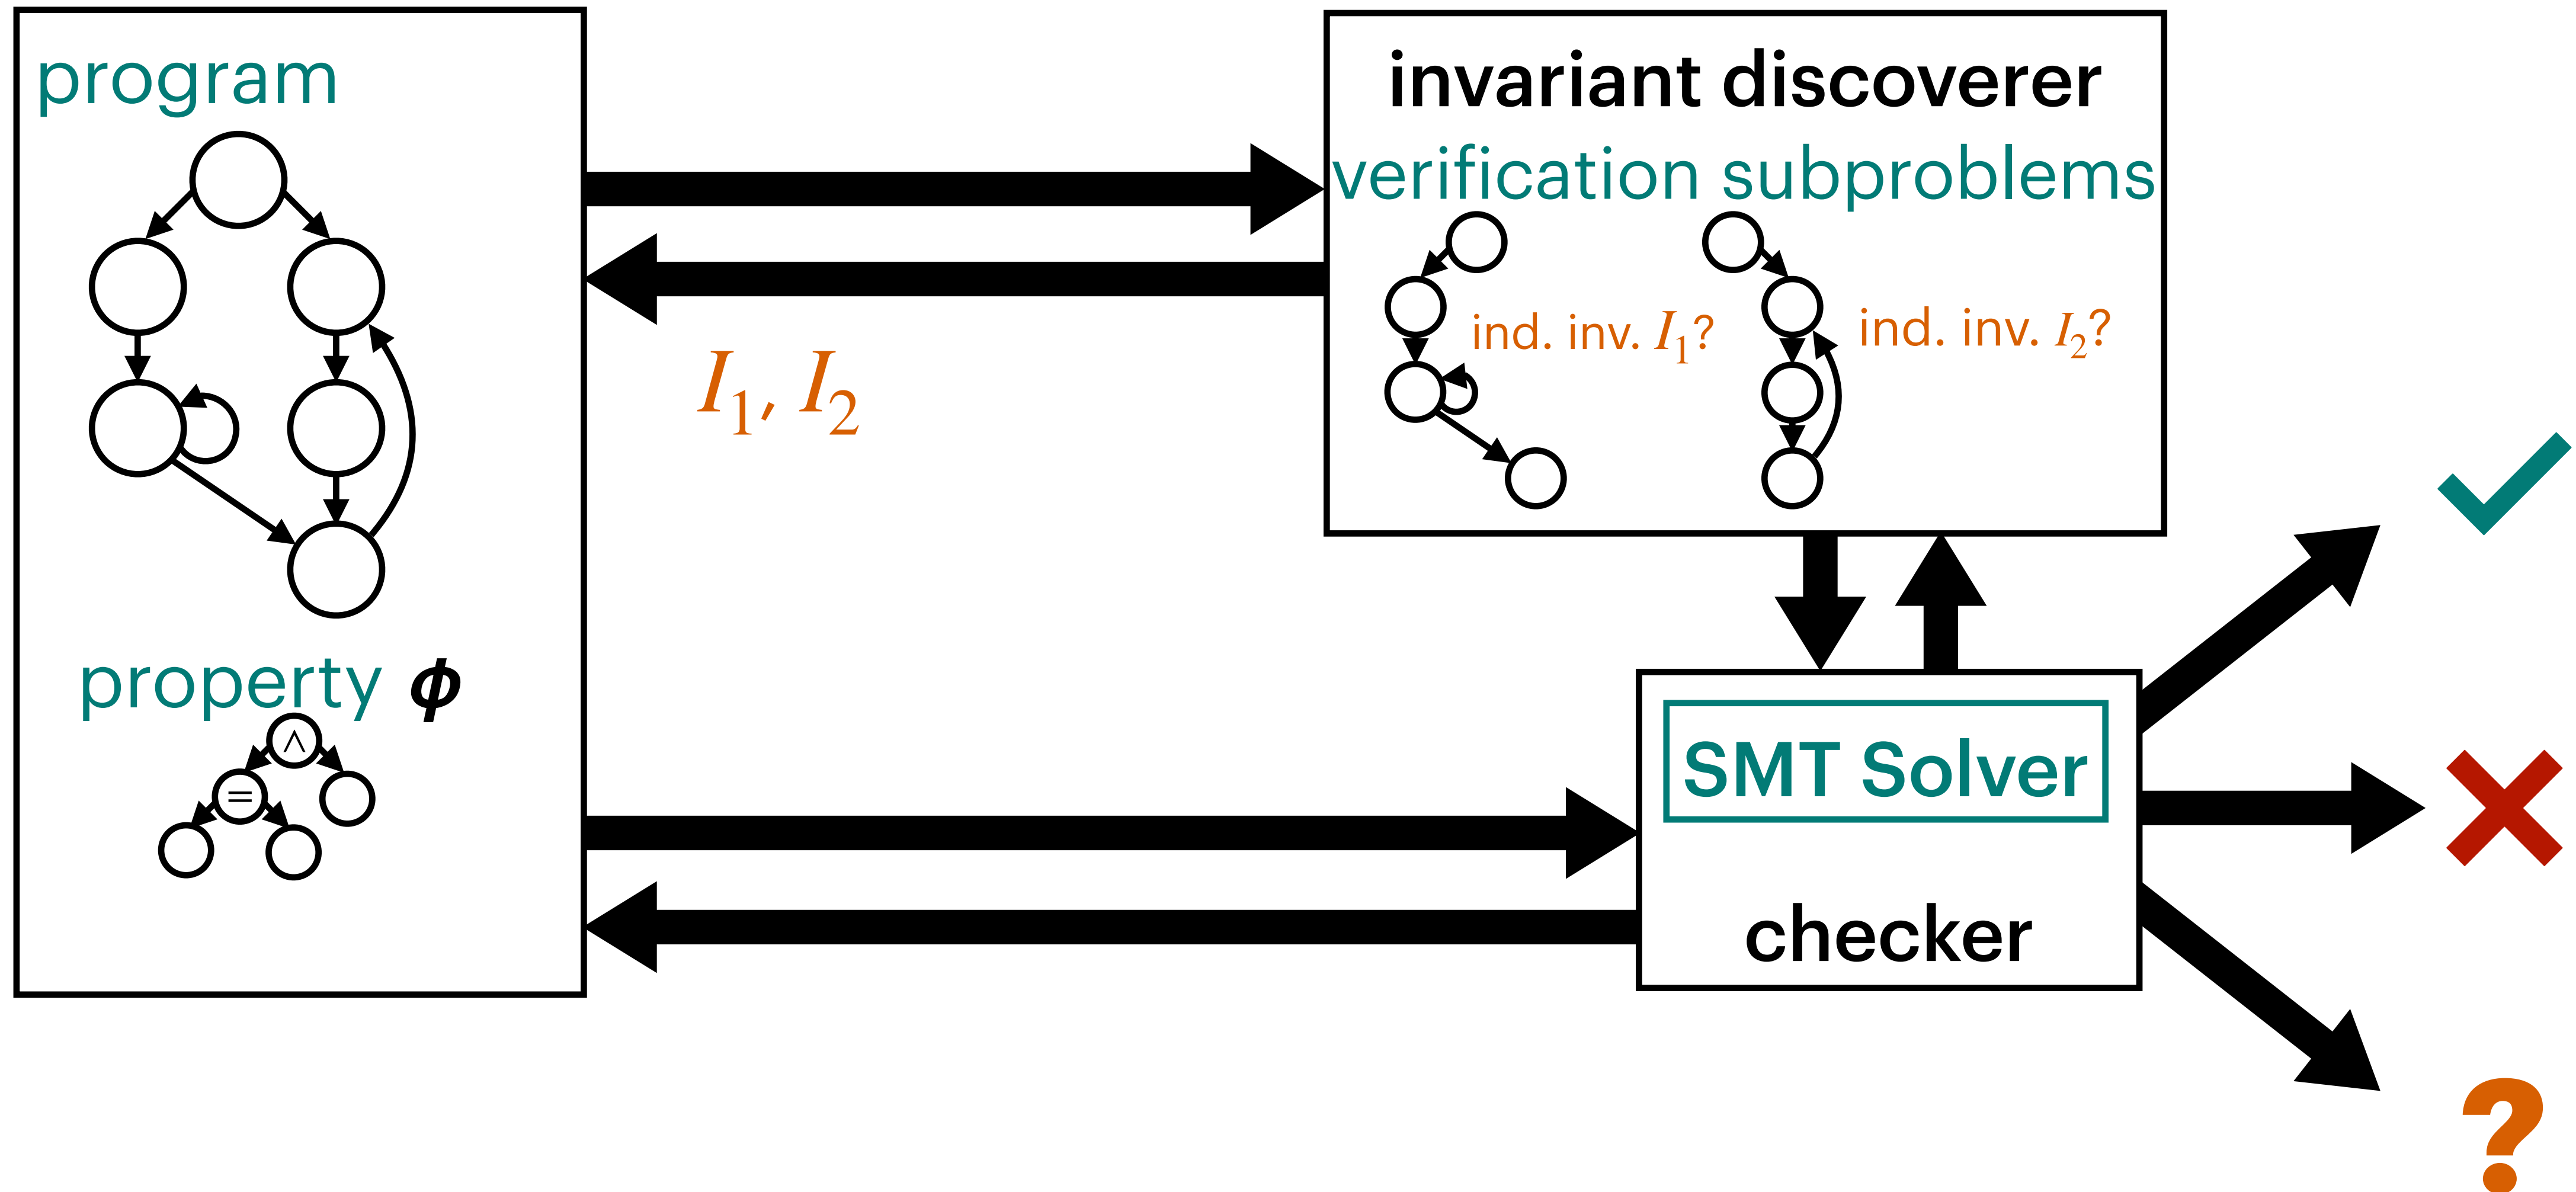 program
property ϕ
∧
=
I₁, I₂
invariant discoverer
verification subproblems
ind. inv. I₁?
ind. inv. I₂?
SMT Solver
checker
?